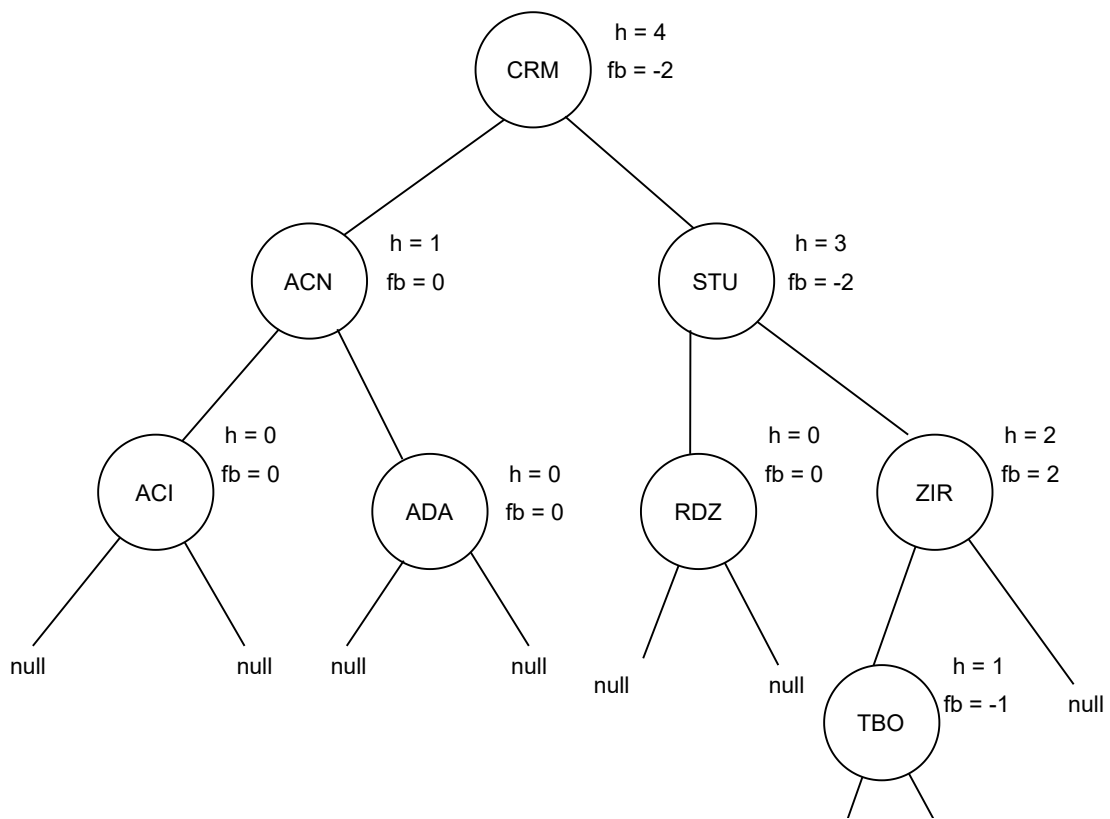 h = 4
CRM
fb = -2
h = 1
fb = 0
ACN
h = 3
fb = -2
STU
h = 0
fb = 0
ACI
h = 0
fb = 0
ADA
h = 0
fb = 0
RDZ
h = 2
fb = 2
ZIR
null
null
null
null
null
null
h = 1
fb = -1
TBO
null